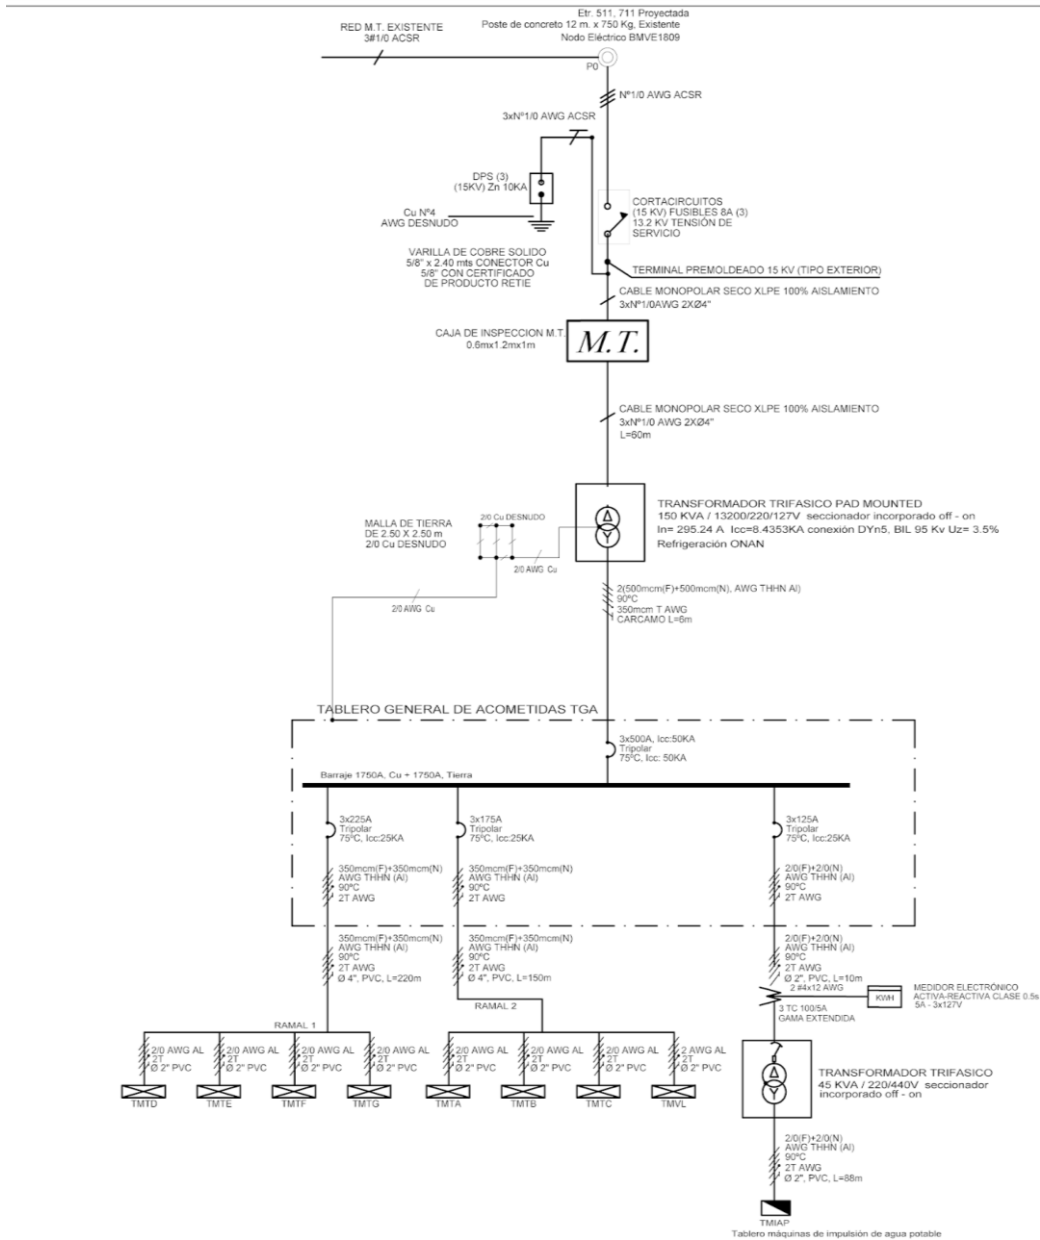 Etr. 511, 711 Proyectada
Poste de concreto 12 m. x 750 Kg, Existente
Nodo Eléctrico BMVE1809
RED M.T. EXISTENTE
3#1/0 ACSR
P0
Nº1/0 AWG ACSR
3xNº1/0 AWG ACSR
DPS (3)
(15KV) Zn 10KA
Cu Nº4
AWG DESNUDO
CORTACIRCUITOS
(15 KV) FUSIBLES 8A (3)
13.2 KV TENSIÓN DE
SERVICIO
VARILLA DE COBRE SOLIDO
5/8" x 2.40 mts CONECTOR Cu
5/8" CON CERTIFICADO
DE PRODUCTO RETIE
TERMINAL PREMOLDEADO 15 KV (TIPO EXTERIOR)
CABLE MONOPOLAR SECO XLPE 100% AISLAMIENTO
3xNº1/0AWG 2XØ4"
CAJA DE INSPECCION M.T.
0.6mx1.2mx1m
M.T.
CABLE MONOPOLAR SECO XLPE 100% AISLAMIENTO
3xNº1/0 AWG 2XØ4"
L=60m
TRANSFORMADOR TRIFASICO PAD MOUNTED
150 KVA / 13200/220/127V seccionador incorporado off - on
In= 295.24 A Icc=8.4353KA conexión DYn5, BIL 95 Kv Uz= 3.5%
Refrigeración ONAN
2/0 Cu DESNUDO
MALLA DE TIERRA
DE 2.50 X 2.50 m
2/0 Cu DESNUDO
2/0 AWG Cu
2/0 AWG Cu
2(500mcm(F)+500mcm(N), AWG THHN Al)
90ºC
350mcm T AWG
CARCAMO L=6m
TABLERO GENERAL DE ACOMETIDAS TGA
3x500A, Icc:50KA
Tripolar
75ºC, Icc: 50KA
Barraje 1750A, Cu + 1750A, Tierra
3x225A
Tripolar
75ºC, Icc:25KA
3x175A
Tripolar
75ºC, Icc:25KA
3x125A
Tripolar
75ºC, Icc:25KA
350mcm(F)+350mcm(N)
AWG THHN (Al)
90ºC
2T AWG
350mcm(F)+350mcm(N)
AWG THHN (Al)
90ºC
2T AWG
2/0(F)+2/0(N)
AWG THHN (Al)
90ºC
2T AWG
350mcm(F)+350mcm(N)
AWG THHN (Al)
90ºC
2T AWG
Ø 4", PVC, L=220m
350mcm(F)+350mcm(N)
AWG THHN (Al)
90ºC
2T AWG
Ø 4", PVC, L=150m
2/0(F)+2/0(N)
AWG THHN (Al)
90ºC
2T AWG
Ø 2", PVC, L=10m
2 #4x12 AWG
KWH
MEDIDOR ELECTRÓNICO
ACTIVA-REACTIVA CLASE 0.5s
5A - 3x127V
3 TC 100/5A
GAMA EXTENDIDA
RAMAL 1
RAMAL 2
2/0 AWG AL
2T
Ø 2" PVC
2/0 AWG AL
2T
Ø 2" PVC
2/0 AWG AL
2T
Ø 2" PVC
2/0 AWG AL
2T
Ø 2" PVC
2/0 AWG AL
2T
Ø 2" PVC
2/0 AWG AL
2T
Ø 2" PVC
2/0 AWG AL
2T
Ø 2" PVC
2 AWG AL
2T
Ø 2" PVC
TMTD
TMTE
TMTF
TMTG
TMTA
TMTB
TMTC
TMVL
TRANSFORMADOR TRIFASICO
45 KVA / 220/440V seccionador
incorporado off - on
2/0(F)+2/0(N)
AWG THHN (Al)
90ºC
2T AWG
Ø 2", PVC, L=88m
TMIAP
Tablero máquinas de impulsión de agua potable